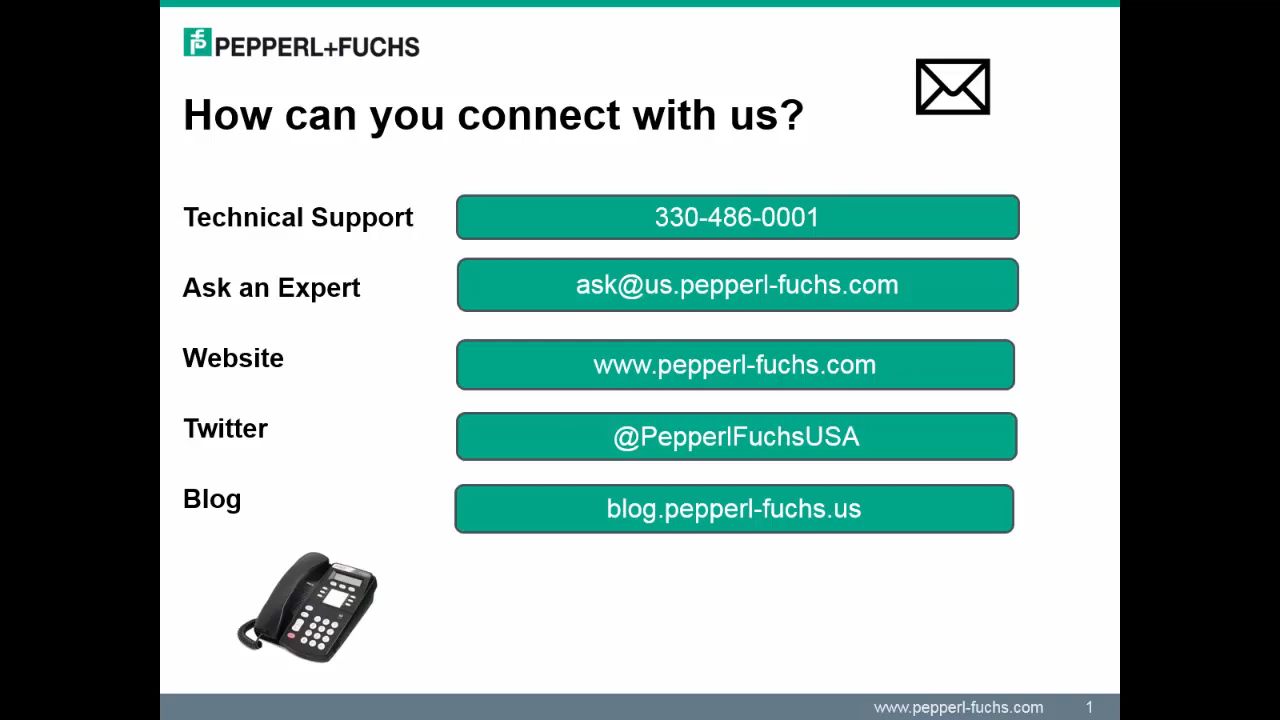 PEPPERL+FUCHS
How can you connect with us?
Technical Support 330-486-0001
Ask an Expert ask@us.pepperl-fuchs.com
Website www.pepperl-fuchs.com
Twitter @PepperlFuchsUSA
Blog blog.pepperl-fuchs.us
www.pepperl-fuchs.com 1